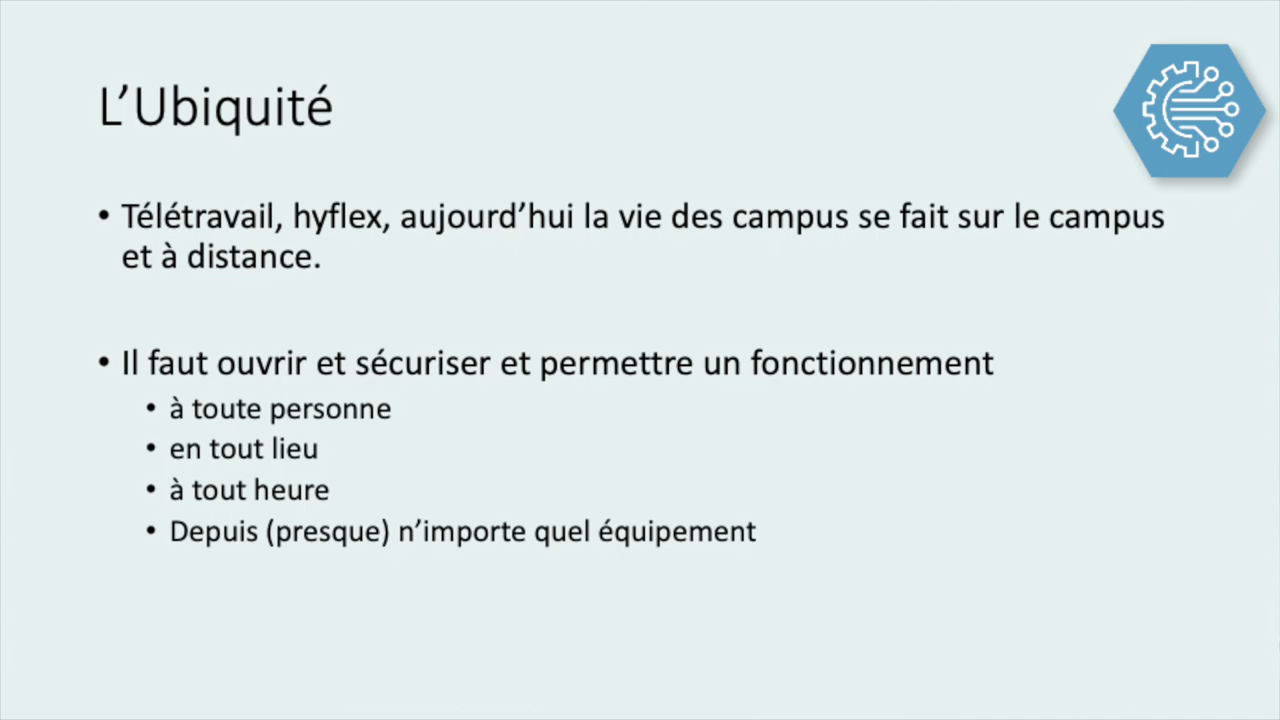 L’Ubiquité
• Télétravail, hyflex, aujourd’hui la vie des campus se fait sur le campus
et à distance.
• Il faut ouvrir et sécuriser et permettre un fonctionnement
• à toute personne
• en tout lieu
• à tout heure
• Depuis (presque) n’importe quel équipement